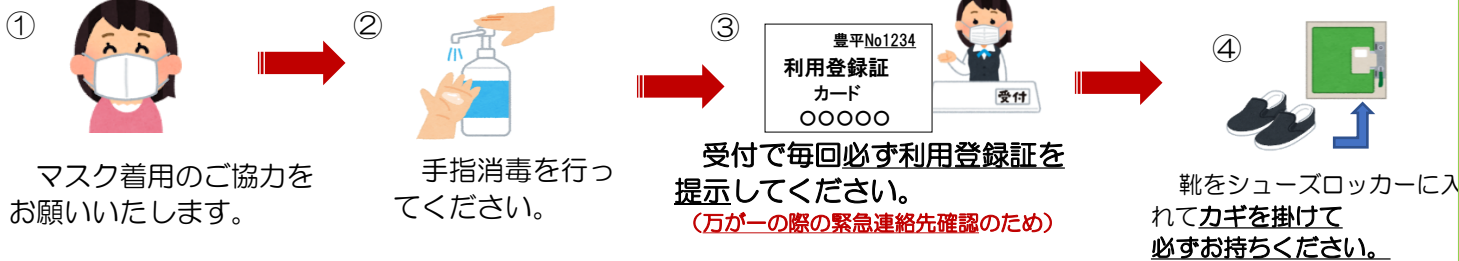 ①
マスク着用のご協力を
お願いいたします。
②
手指消毒を行っ
てください。
③
豊平No1234
利用登録証
カード
○○○○○
受付
受付で毎回必ず利用登録証を
提示してください。
（万が一の際の緊急連絡先確認のため）
④
靴をシューズロッカーに入
れてカギを掛けて
必ずお持ちください。